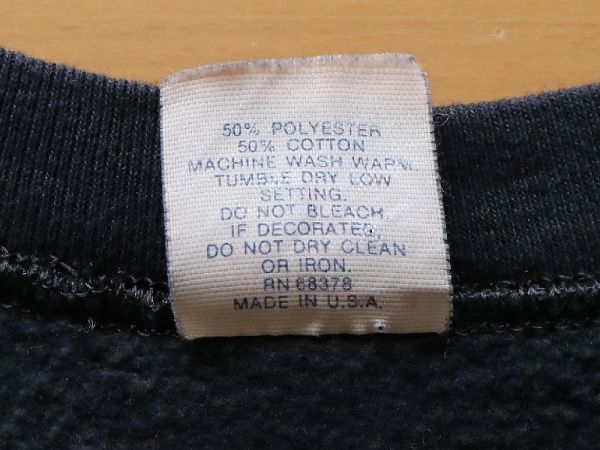 50% POLYESTER
50% COTTON
MACHINE WASH WARM.
TUMBLE DRY LOW
SETTING.
DO NOT BLEACH.
IF DECORATED,
DO NOT DRY CLEAN
OR IRON.
RN 68378
MADE IN U.S.A.